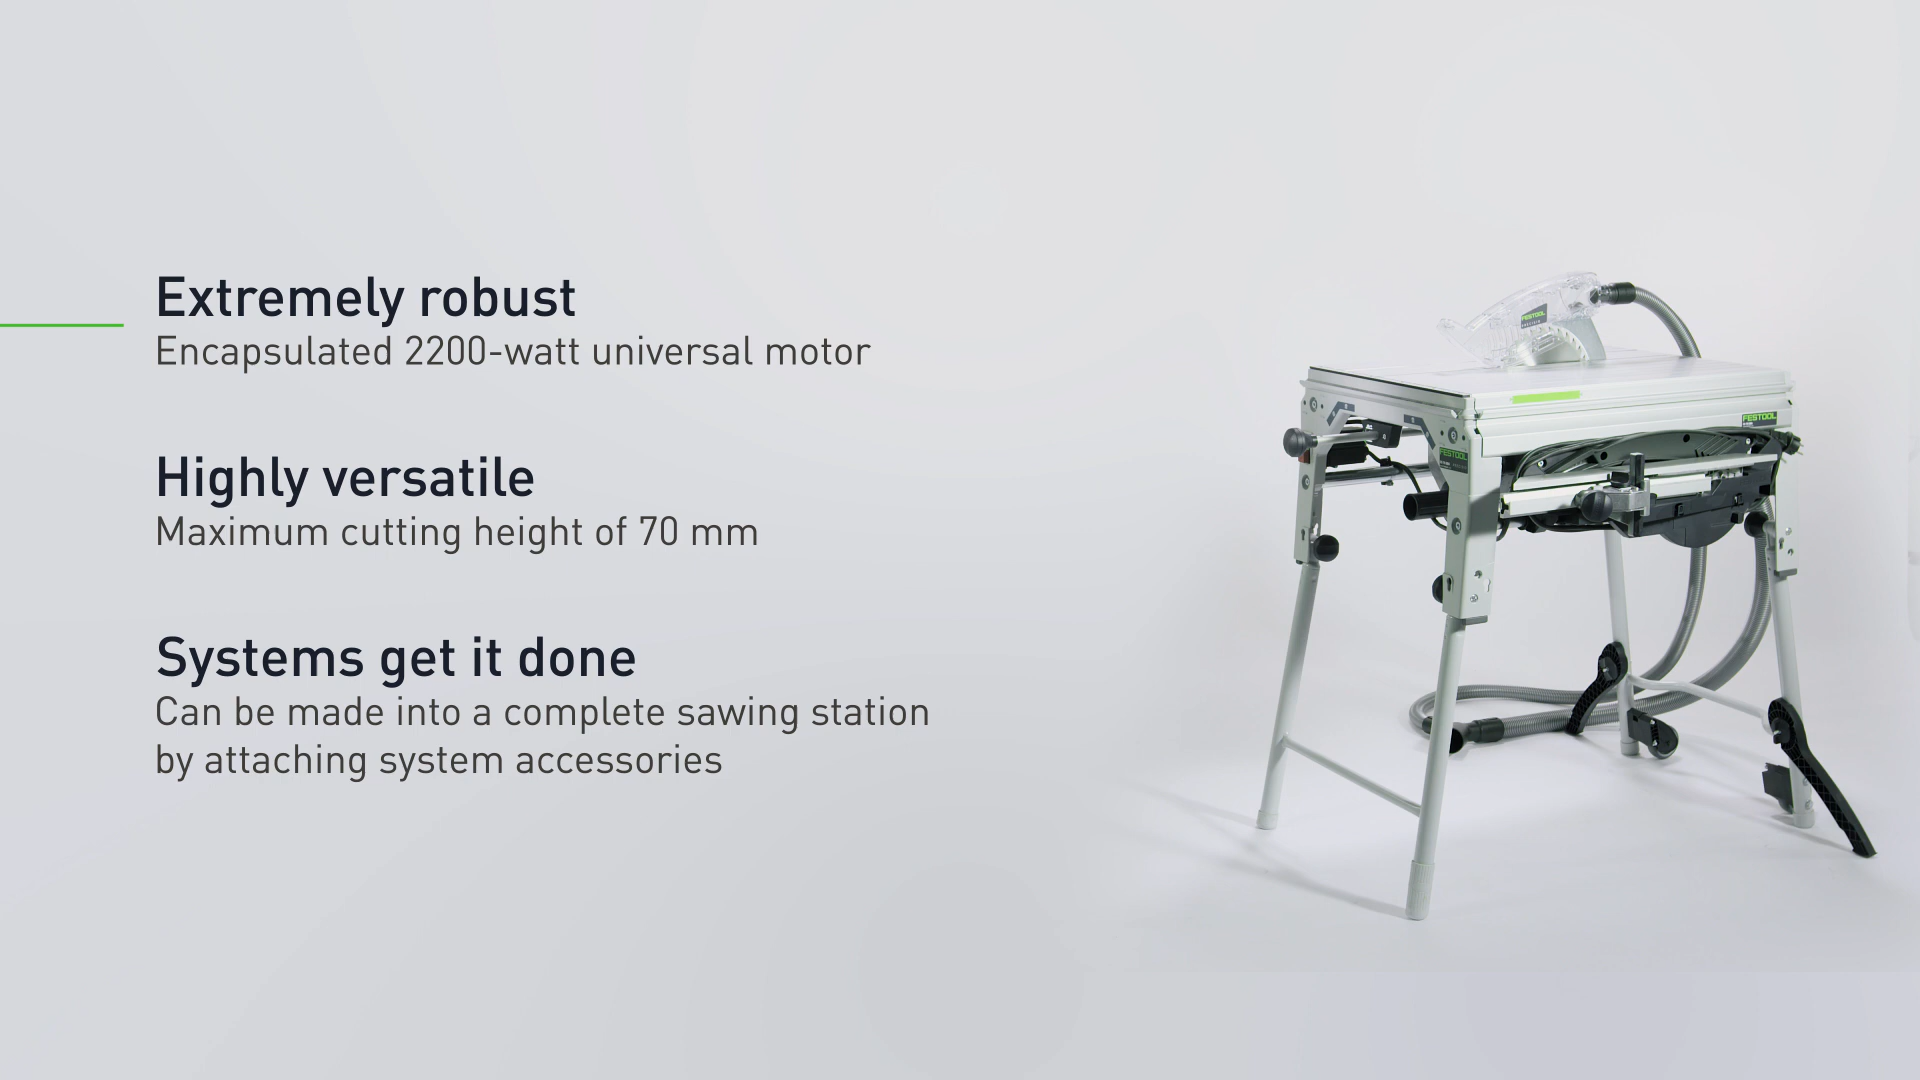 Extremely robust
Encapsulated 2200-watt universal motor
Highly versatile
Maximum cutting height of 70 mm
Systems get it done
Can be made into a complete sawing station
by attaching system accessories
FESTOOL
FESTOOL
FESTOOL